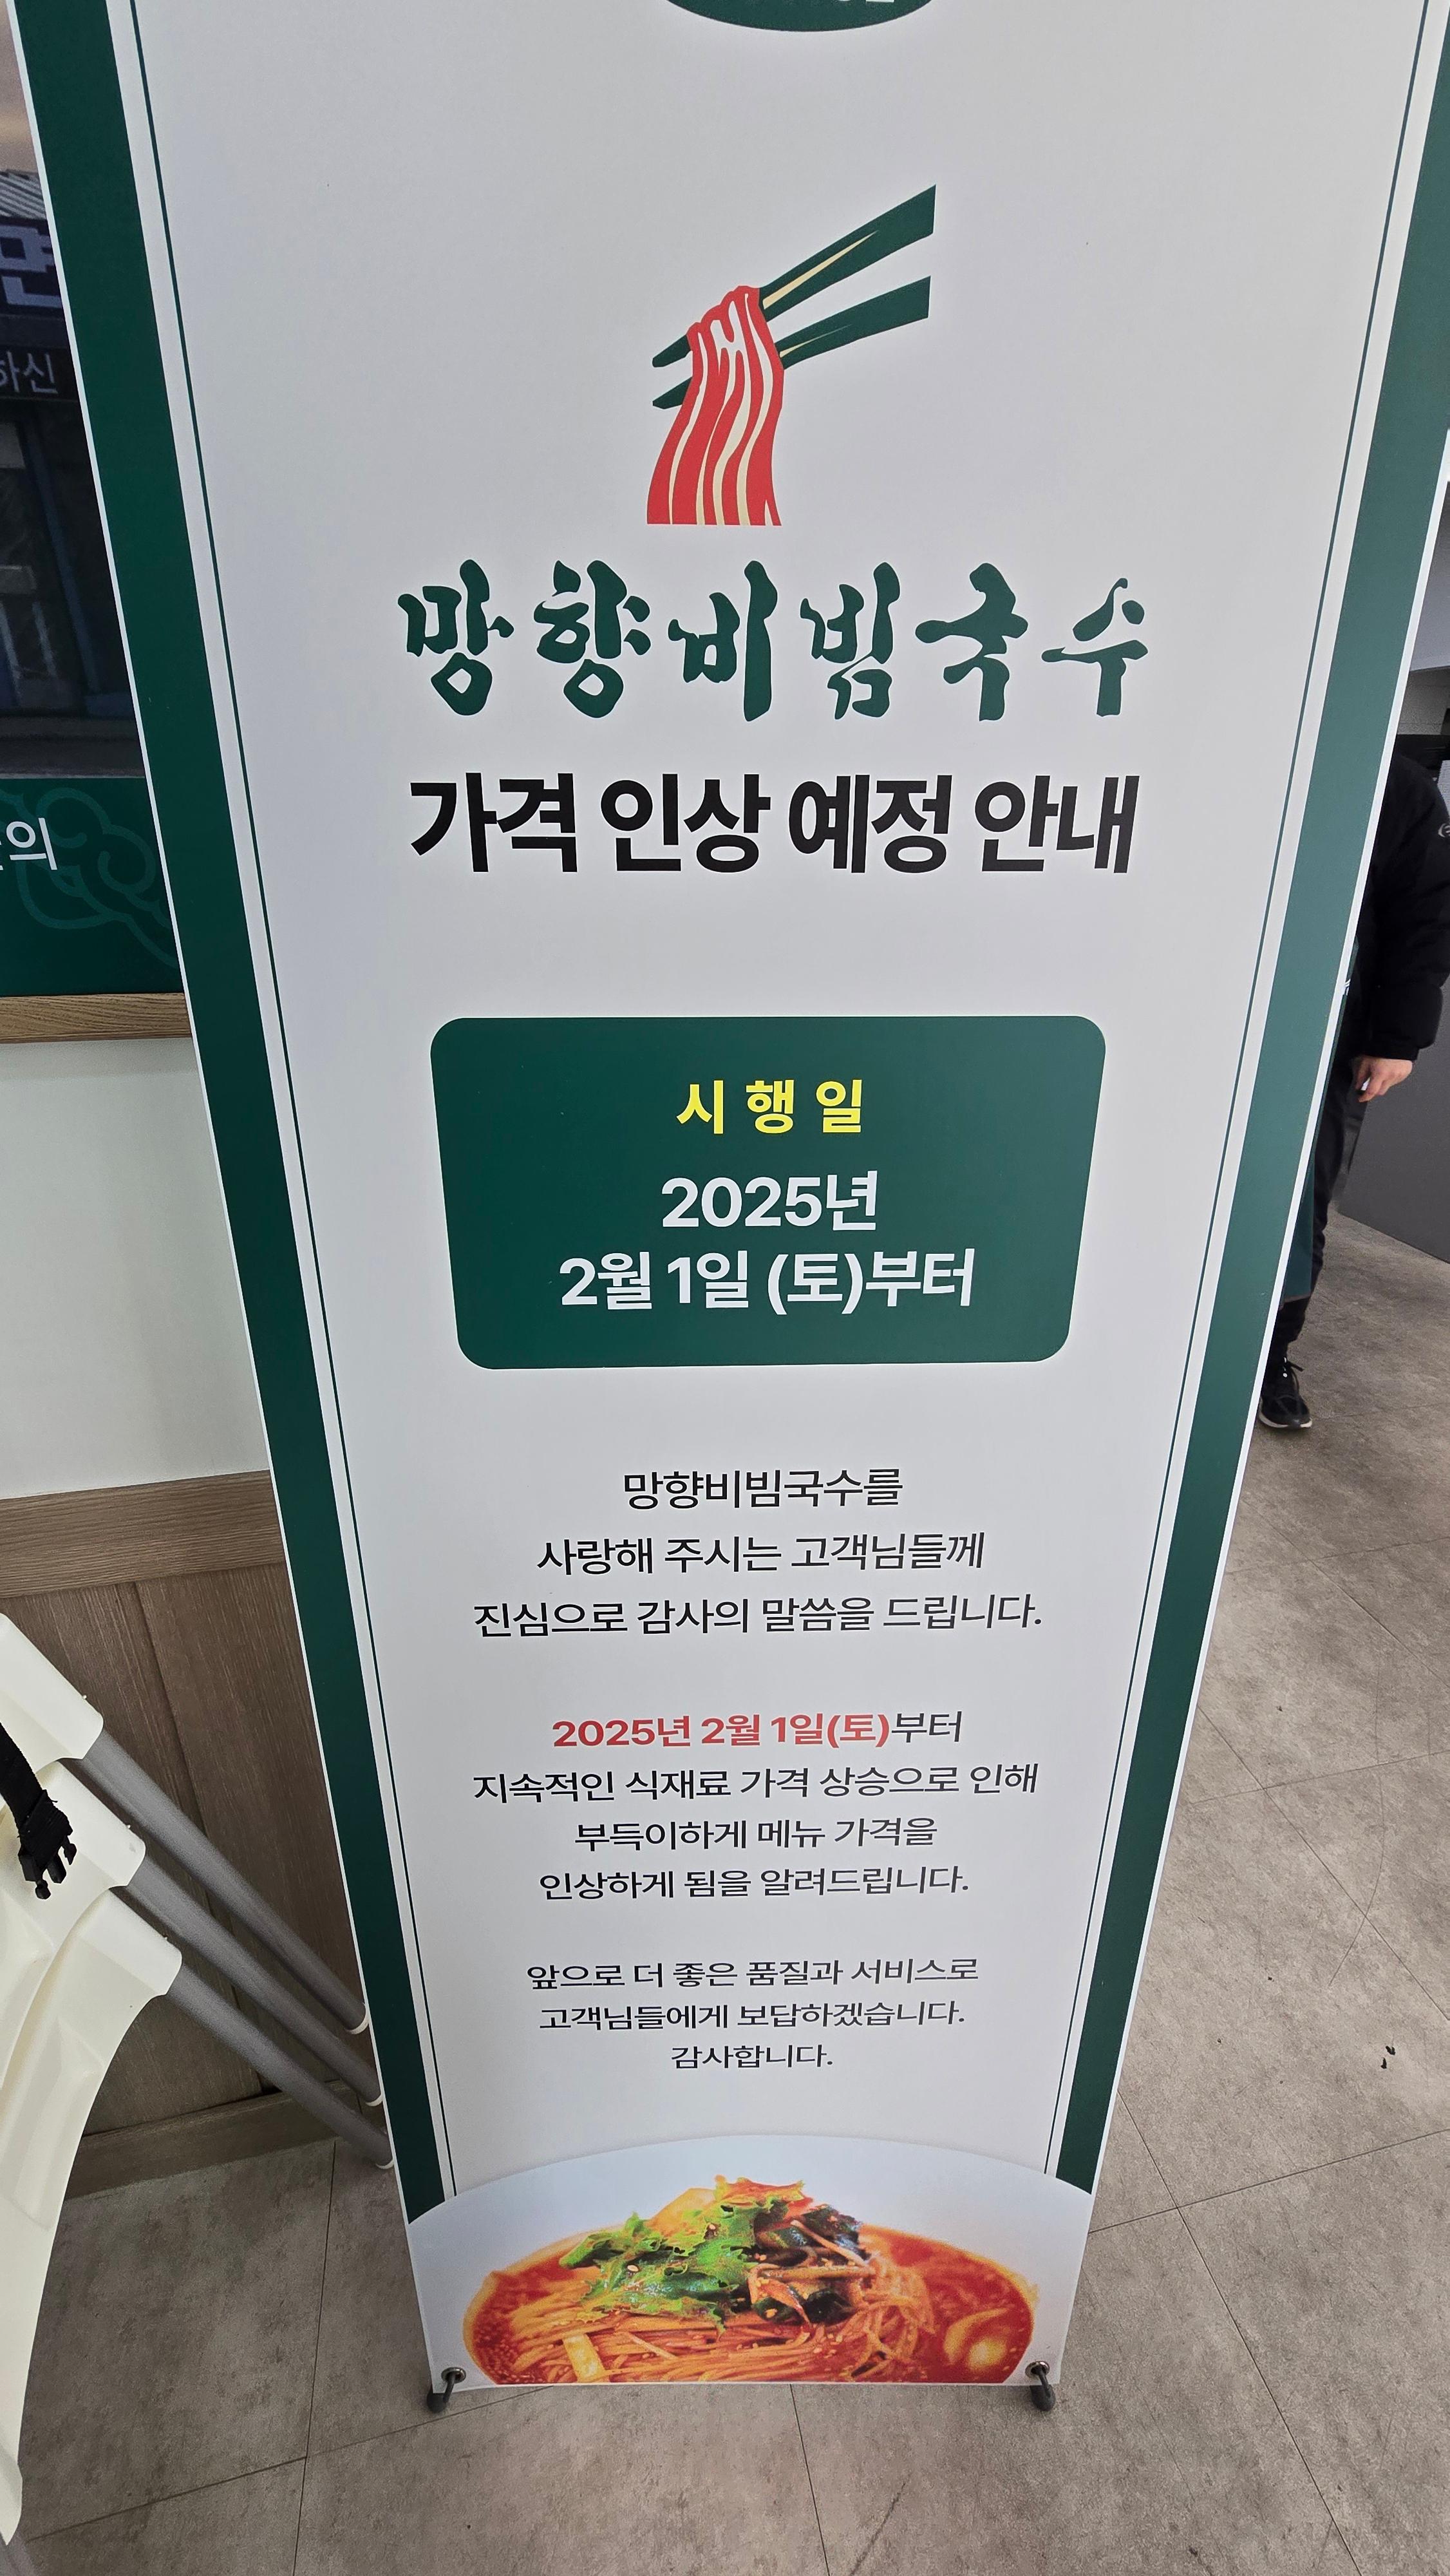 망향비빔국수
가격 인상 예정 안내
시행일
2025년
2월 1일 (토)부터
망향비빔국수를
사랑해 주시는 고객님들께
진심으로 감사의 말씀을 드립니다.
2025년 2월 1일(토)부터
지속적인 식재료 가격 상승으로 인해
부득이하게 메뉴 가격을
인상하게 됨을 알려드립니다.
앞으로 더 좋은 품질과 서비스로
고객님들에게 보답하겠습니다.
감사합니다.
하신
의